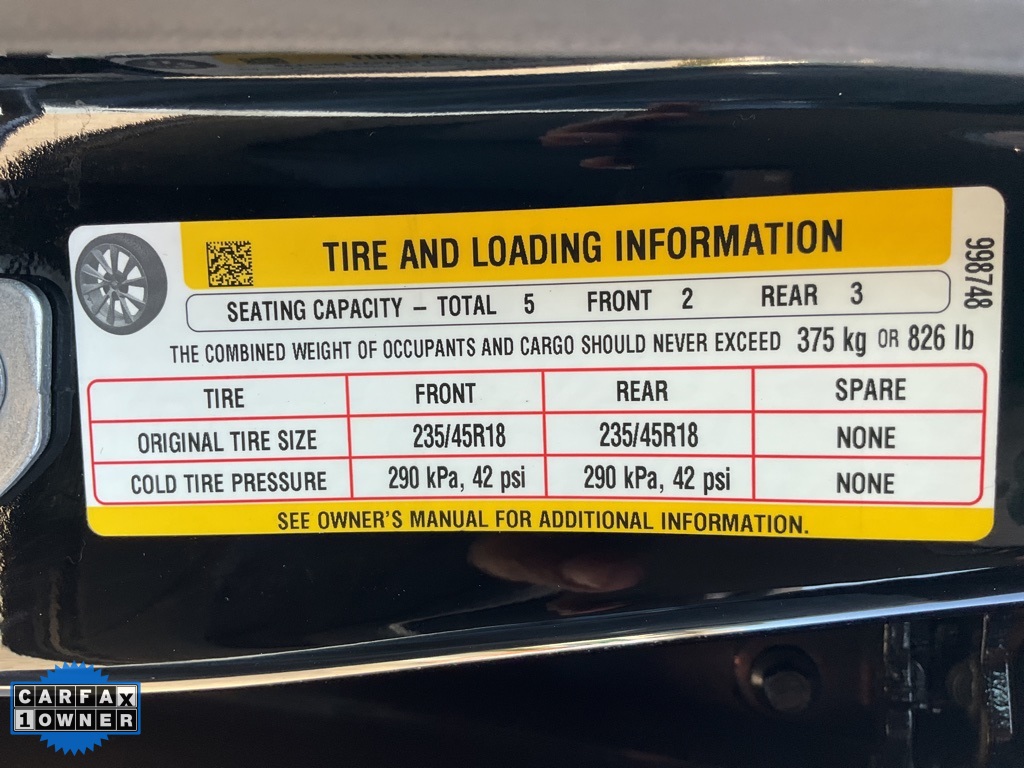 TIRE AND LOADING INFORMATION
998748
SEATING CAPACITY – TOTAL 5 FRONT 2 REAR 3
THE COMBINED WEIGHT OF OCCUPANTS AND CARGO SHOULD NEVER EXCEED 375 kg OR 826 lb
TIRE FRONT REAR SPARE
ORIGINAL TIRE SIZE 235/45R18 235/45R18 NONE
COLD TIRE PRESSURE 290 kPa, 42 psi 290 kPa, 42 psi NONE
SEE OWNER'S MANUAL FOR ADDITIONAL INFORMATION.
CARFAX
1 OWNER